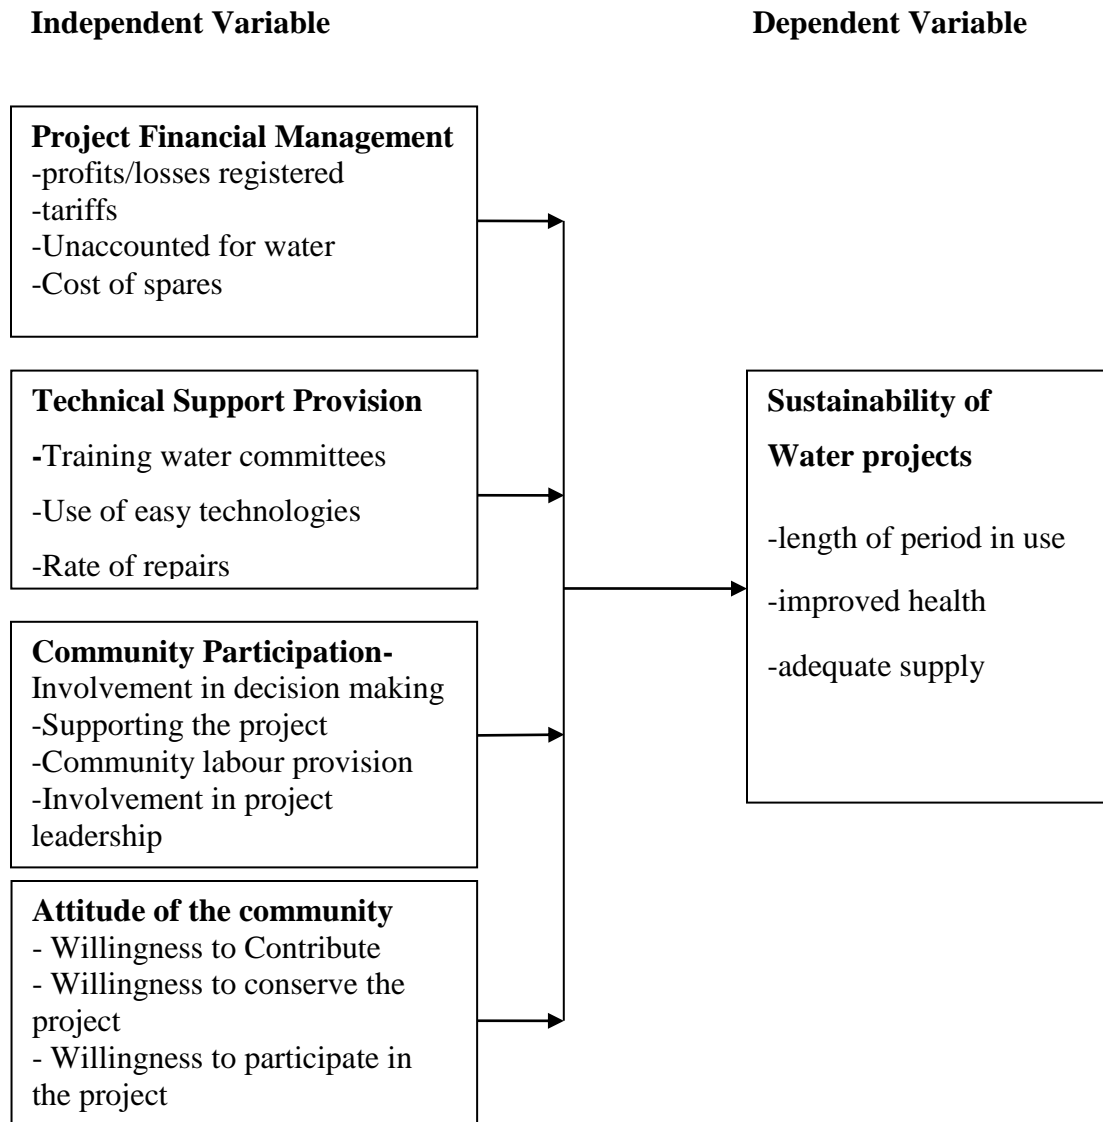 Independent Variable
Dependent Variable
Project Financial Management
-profits/losses registered
-tariffs
-Unaccounted for water
-Cost of spares
Technical Support Provision
-Training water committees
-Use of easy technologies
-Rate of repairs
Community Participation-
Involvement in decision making
-Supporting the project
-Community labour provision
-Involvement in project
leadership
Attitude of the community
- Willingness to Contribute
- Willingness to conserve the
project
- Willingness to participate in
the project
Sustainability of
Water projects
-length of period in use
-improved health
-adequate supply